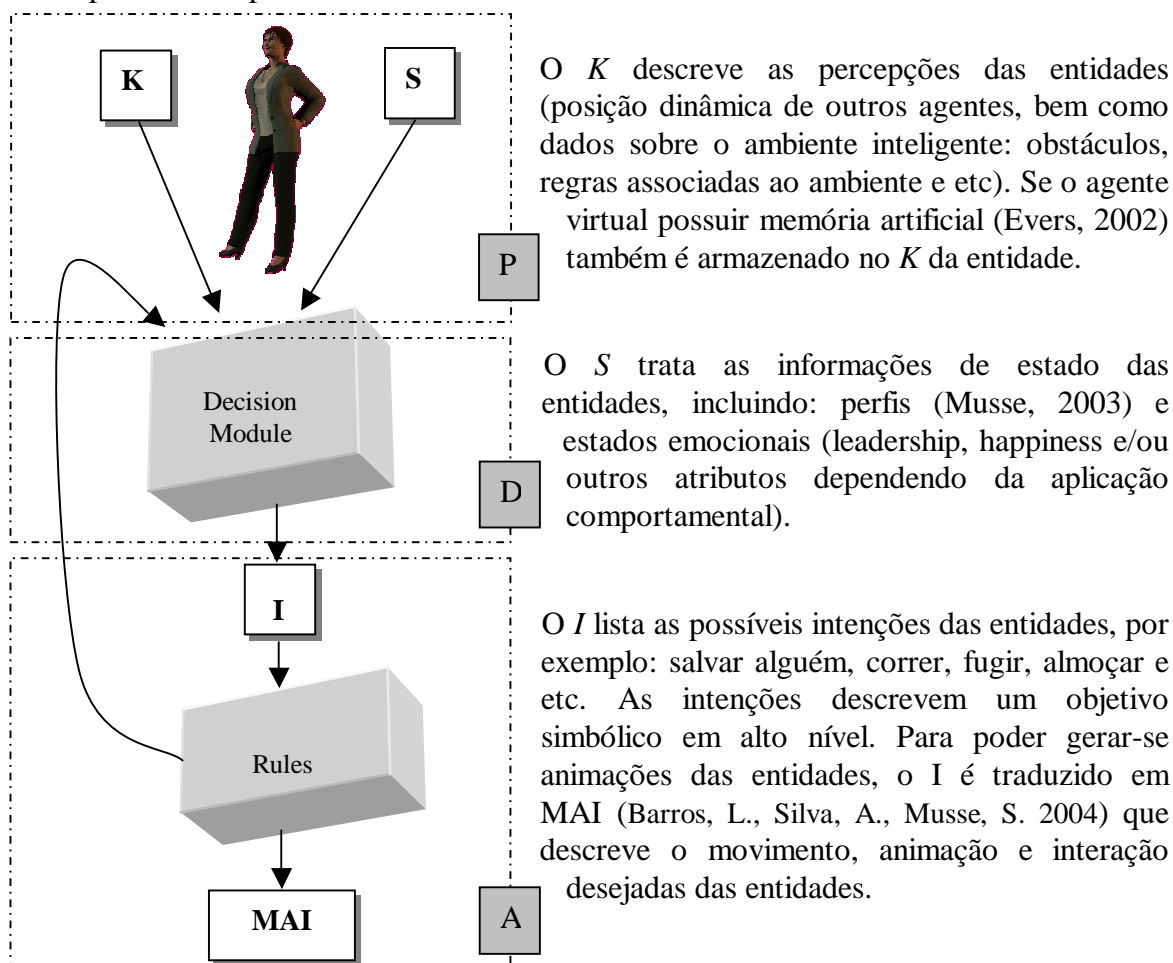 K
S
O K descreve as percepções das entidades
(posição dinâmica de outros agentes, bem como
dados sobre o ambiente inteligente: obstáculos,
regras associadas ao ambiente e etc). Se o agente
virtual possuir memória artificial (Evers, 2002)
também é armazenado no K da entidade.
P
Decision
Module
O S trata as informações de estado das
entidades, incluindo: perfis (Musse, 2003) e
estados emocionais (leadership, happiness e/ou
outros atributos dependendo da aplicação
comportamental).
D
I
O I lista as possíveis intenções das entidades, por
exemplo: salvar alguém, correr, fugir, almoçar e
etc. As intenções descrevem um objetivo
simbólico em alto nível. Para poder gerar-se
animações das entidades, o I é traduzido em
MAI (Barros, L., Silva, A., Musse, S. 2004) que
descreve o movimento, animação e interação
desejadas das entidades.
Rules
MAI
A